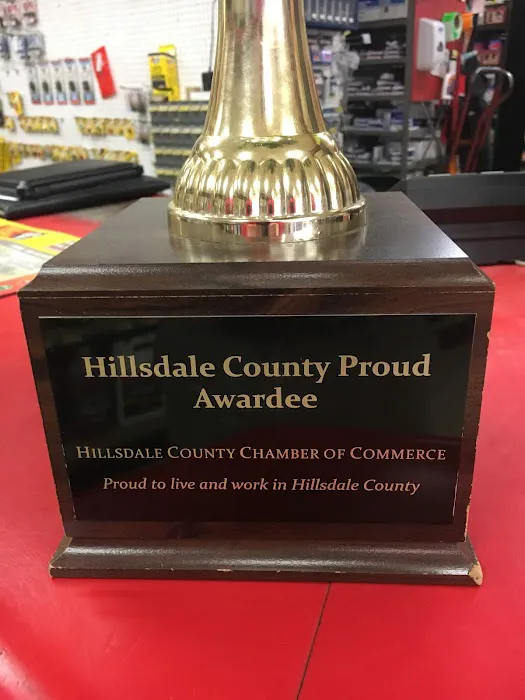 Hillsdale County Proud
Awardee
HILLSDALE COUNTY CHAMBER OF COMMERCE
Proud to live and work in Hillsdale County